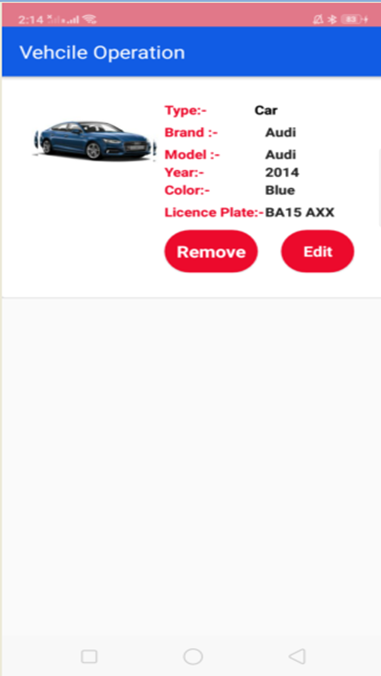 2:14 83
Vehcile Operation
Type:- Car
Brand :- Audi
Model :- Audi
Year:- 2014
Color:- Blue
Licence Plate:- BA15 AXX
Remove Edit